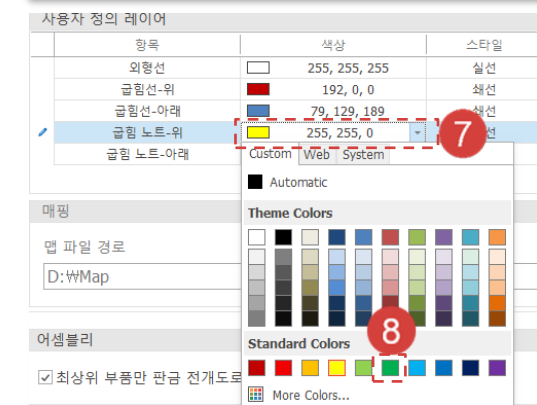 사용자 정의 레이어
항목 색상 스타일
외형선 255, 255, 255 실선
굽힘선-위 192, 0, 0 쇄선
굽힘선-아래 79, 129, 189 쇄선
굽힘 노트-위 255, 255, 0 7 선
굽힘 노트-아래
Custom Web System
Automatic
매핑
Theme Colors
맵 파일 경로
D:₩Map
8
어셈블리
Standard Colors
최상위 부품만 판금 전개도로
More Colors...